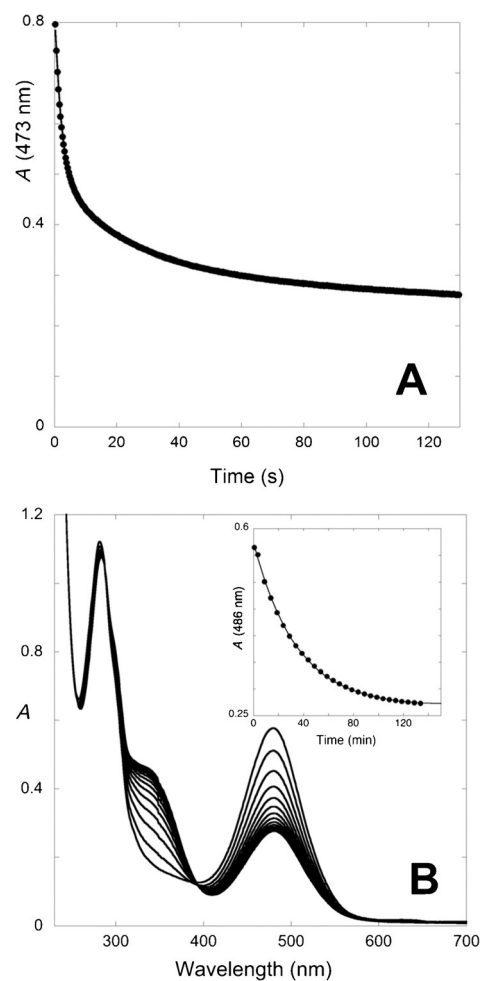 0.8
A (473 nm)
0.4
0
0 20 40 60 80 100 120
A
Time (s)
1.2
0.6
A (486 nm)
0.25
0 40 80 120
Time (min)
0.8
A
0.4
B
0
300 400 500 600 700
Wavelength (nm)